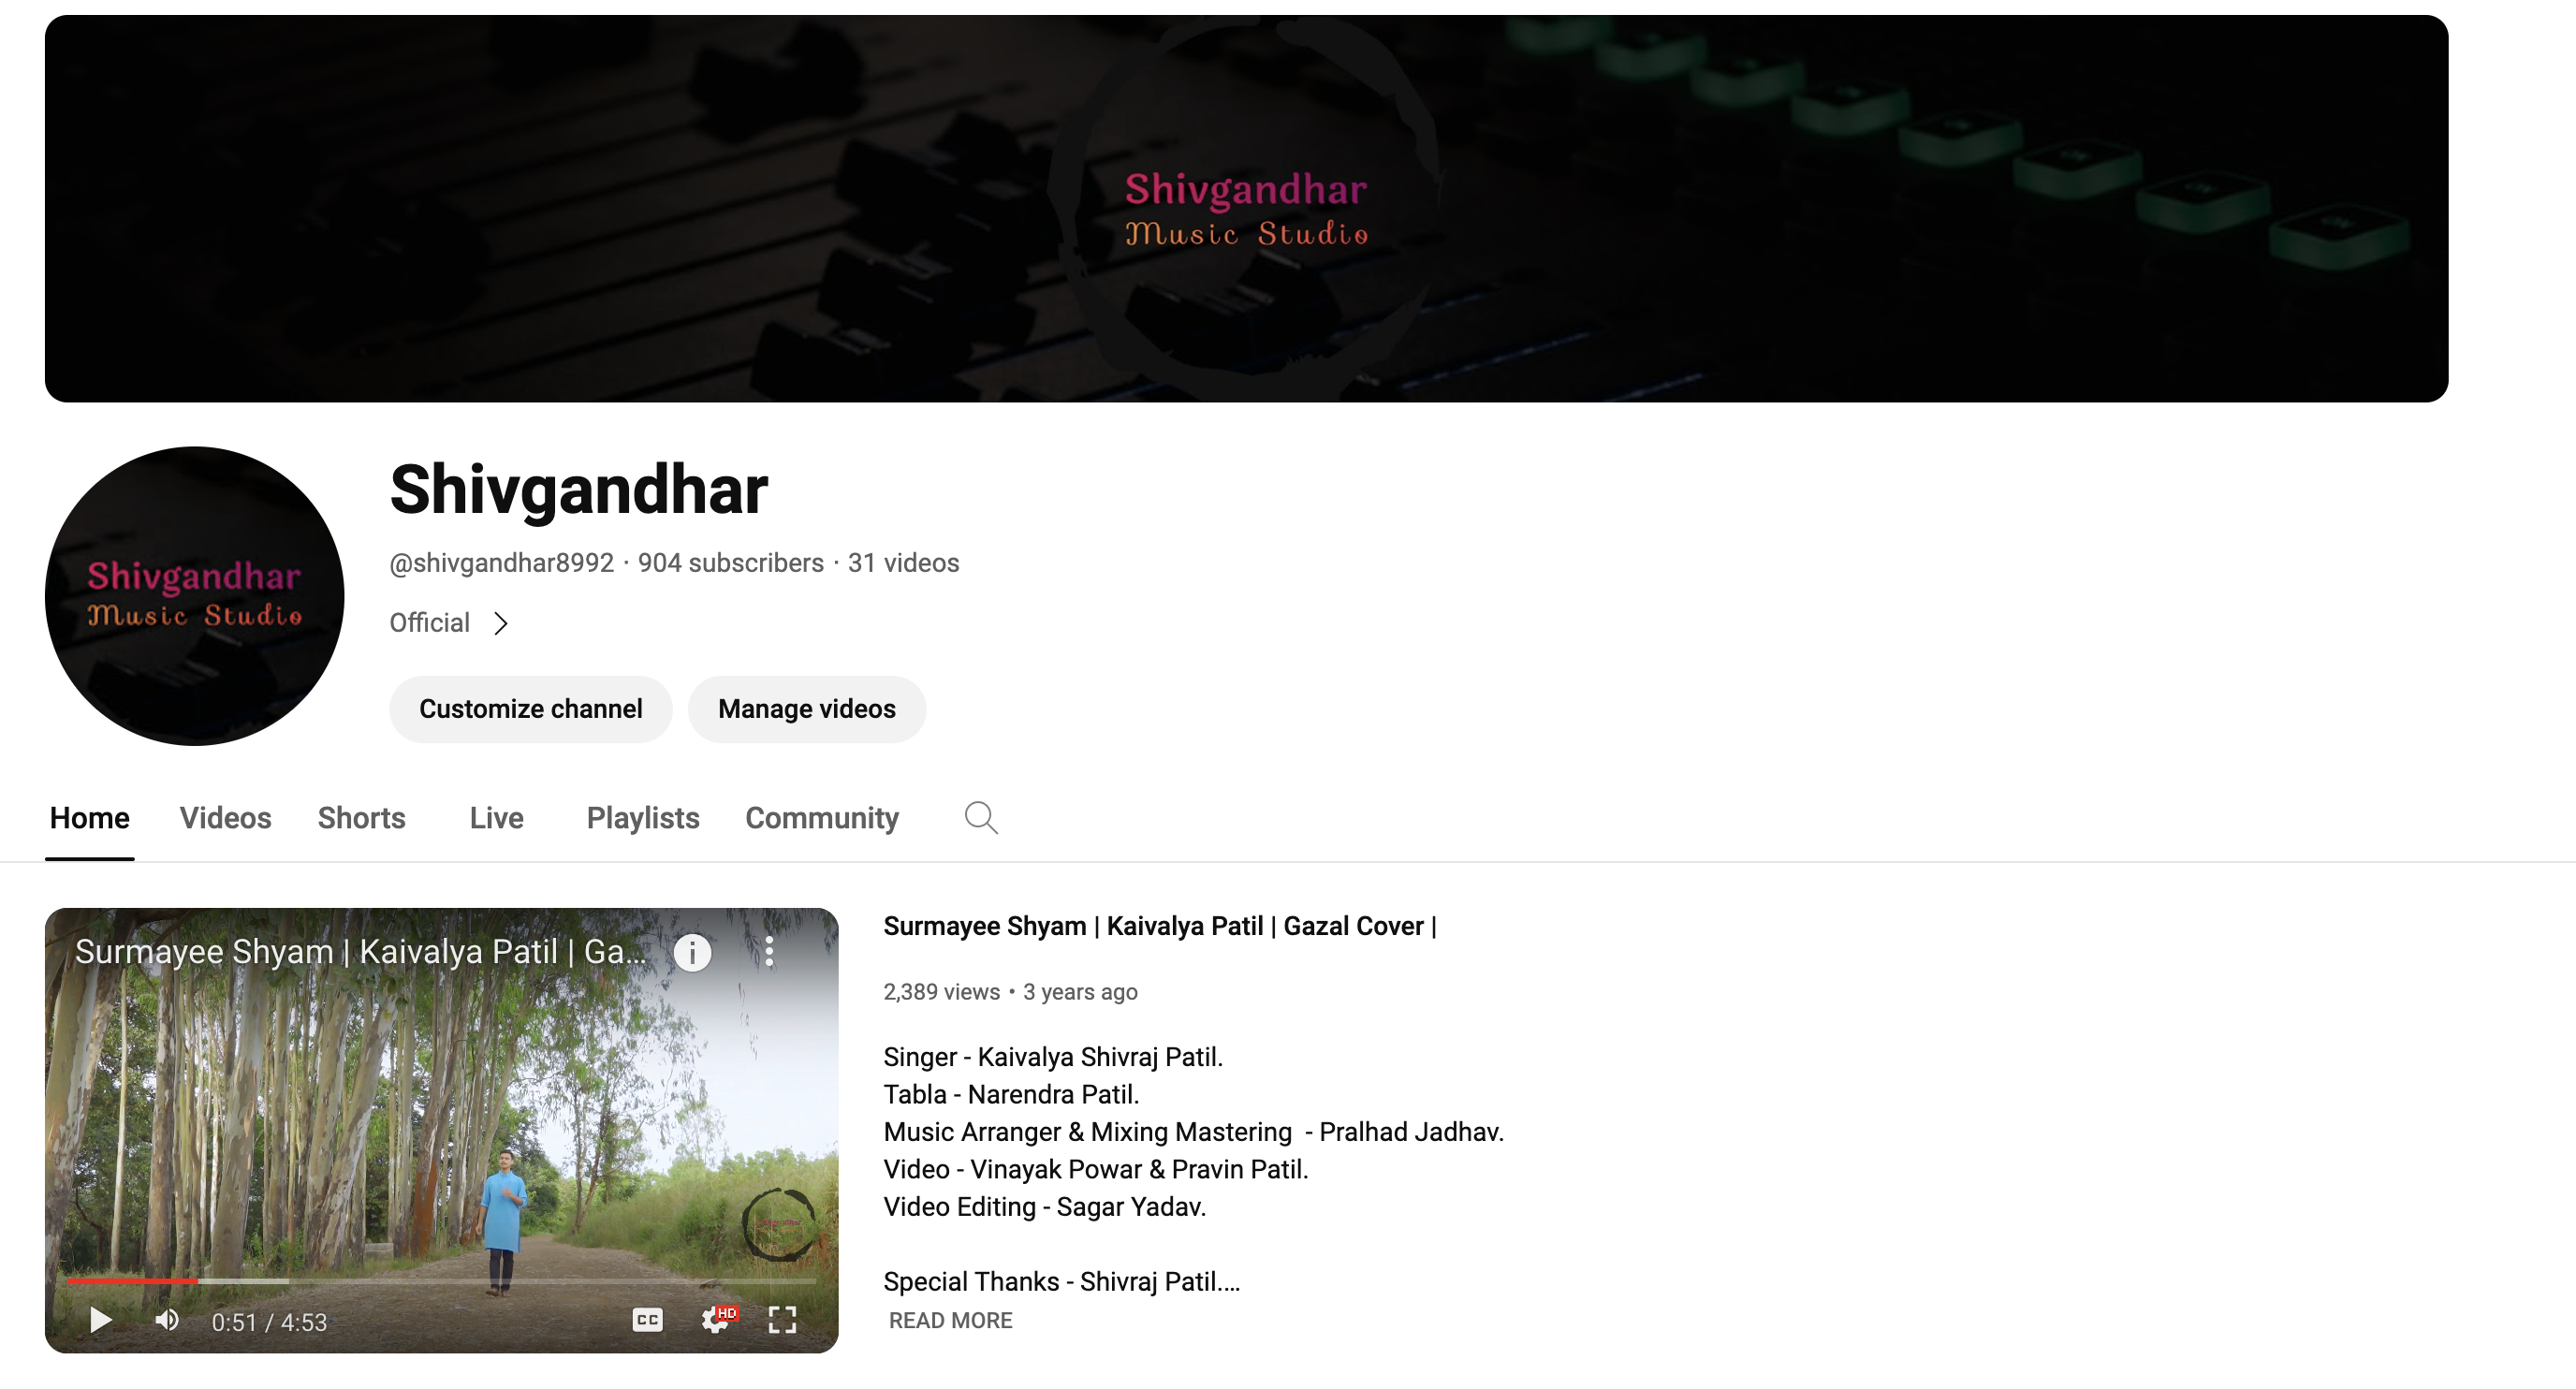 Shivgandhar
Music Studio
Shivgandhar
Music Studio
Shivgandhar
@shivgandhar8992 · 904 subscribers · 31 videos
Official
Customize channel
Manage videos
Home
Videos
Shorts
Live
Playlists
Community
Surmayee Shyam | Kaivalya Patil | Ga...
0:51 / 4:53
CC
HD
Surmayee Shyam | Kaivalya Patil | Gazal Cover |
2,389 views • 3 years ago
Singer - Kaivalya Shivraj Patil.
Tabla - Narendra Patil.
Music Arranger & Mixing Mastering  - Pralhad Jadhav.
Video - Vinayak Powar & Pravin Patil.
Video Editing - Sagar Yadav.
Special Thanks - Shivraj Patil....
READ MORE